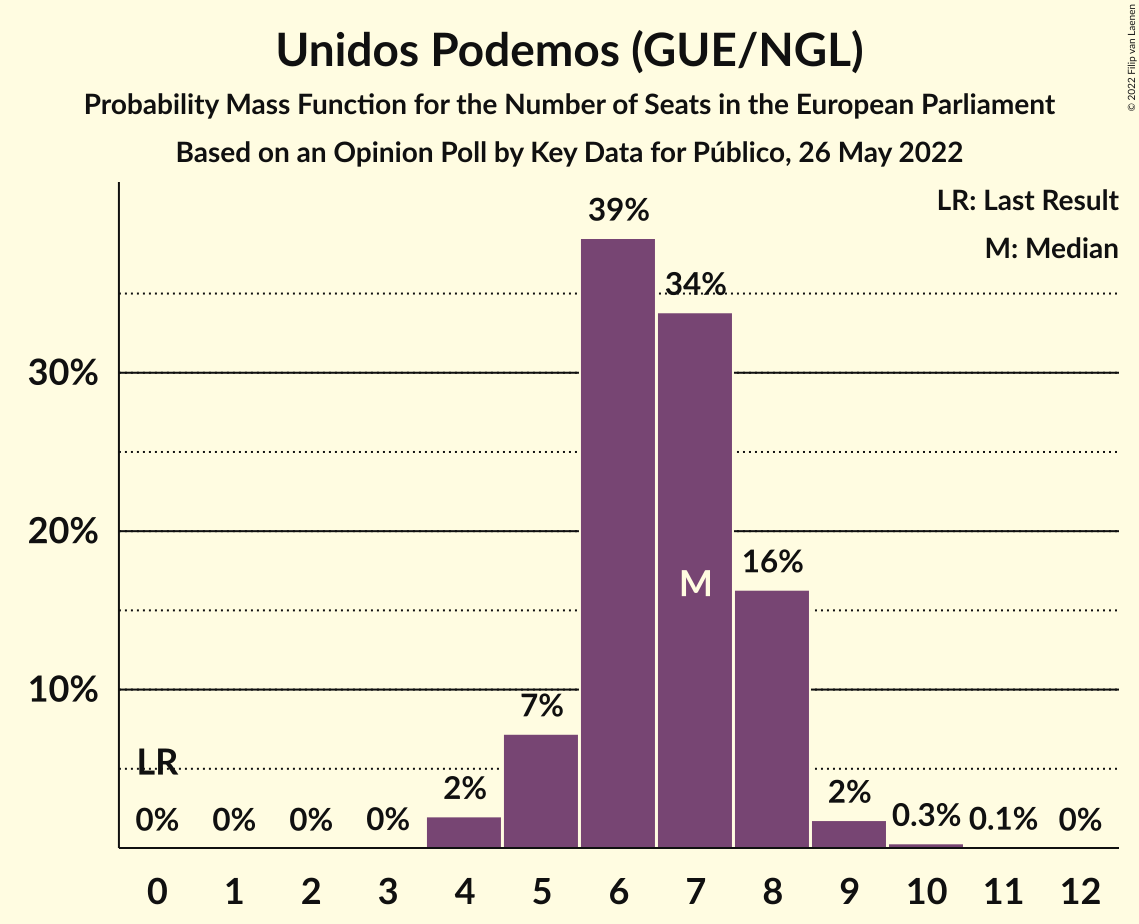 Unidos Podemos (GUE/NGL)
Probability Mass Function for the Number of Seats in the European Parliament
Based on an Opinion Poll by Key Data for Público, 26 May 2022
© 2022 Filip van Laenen
LR: Last Result
M: Median
39%
34%
30%
20%
16%
M
10%
7%
LR
2%
2%
0% 0% 0% 0% 0.3% 0.1% 0%
0 1 2 3 4 5 6 7 8 9 10 11 12